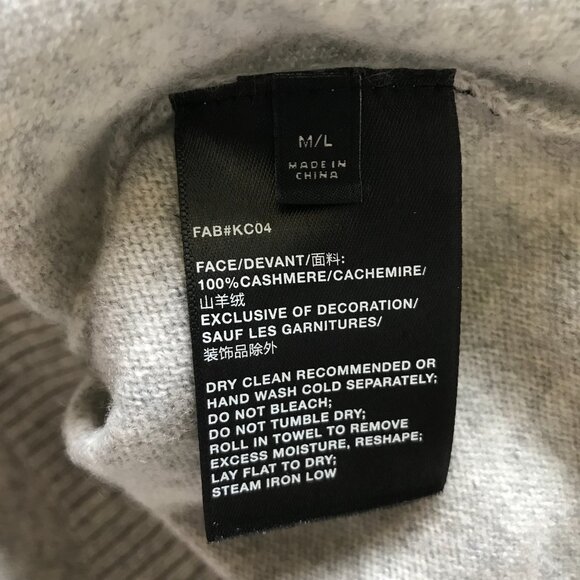 M/L
MADE IN
CHINA
FAB#KC04
FACE/DEVANT/面料:
100%CASHMERE/CACHEMIRE/
山羊绒
EXCLUSIVE OF DECORATION/
SAUF LES GARNITURES/
装饰品除外
DRY CLEAN RECOMMENDED OR
HAND WASH COLD SEPARATELY;
DO NOT BLEACH;
DO NOT TUMBLE DRY;
ROLL IN TOWEL TO REMOVE
EXCESS MOISTURE, RESHAPE;
LAY FLAT TO DRY;
STEAM IRON LOW